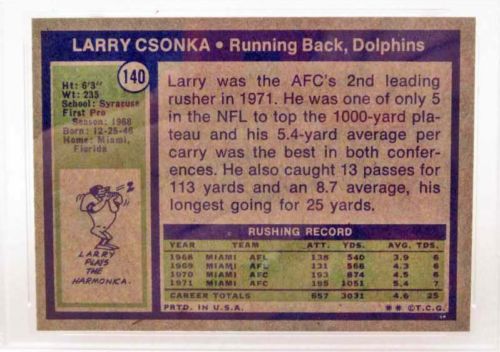 LARRY CSONKA • Running Back, Dolphins
140
Ht: 6'3"
Wt: 235
School: Syracuse
First Pro
Season: 1968
Born: 12-25-46
Home: Miami,
Florida
Larry was the AFC's 2nd leading
rusher in 1971. He was one of only 5
in the NFL to top the 1000-yard pla-
teau and his 5.4-yard average per
carry was the best in both confer-
ences. He also caught 13 passes for
113 yards and an 8.7 average, his
longest going for 25 yards.
LARRY
PLAYS
THE
HARMONKA.
RUSHING RECORD
YEAR TEAM ATT. YDS. AVG. TDS.
1968 MIAMI AFL 138 540 3.9 6
1969 MIAMI AFL 131 566 4.3
1970 MIAMI AFC 193 874 4.5 6
1971 MIAMI AFC 195 1051 5.4 7
CAREER TOTALS 657 3031 4.6 25
PRTD. IN U.S.A. ** ©T.C.G.